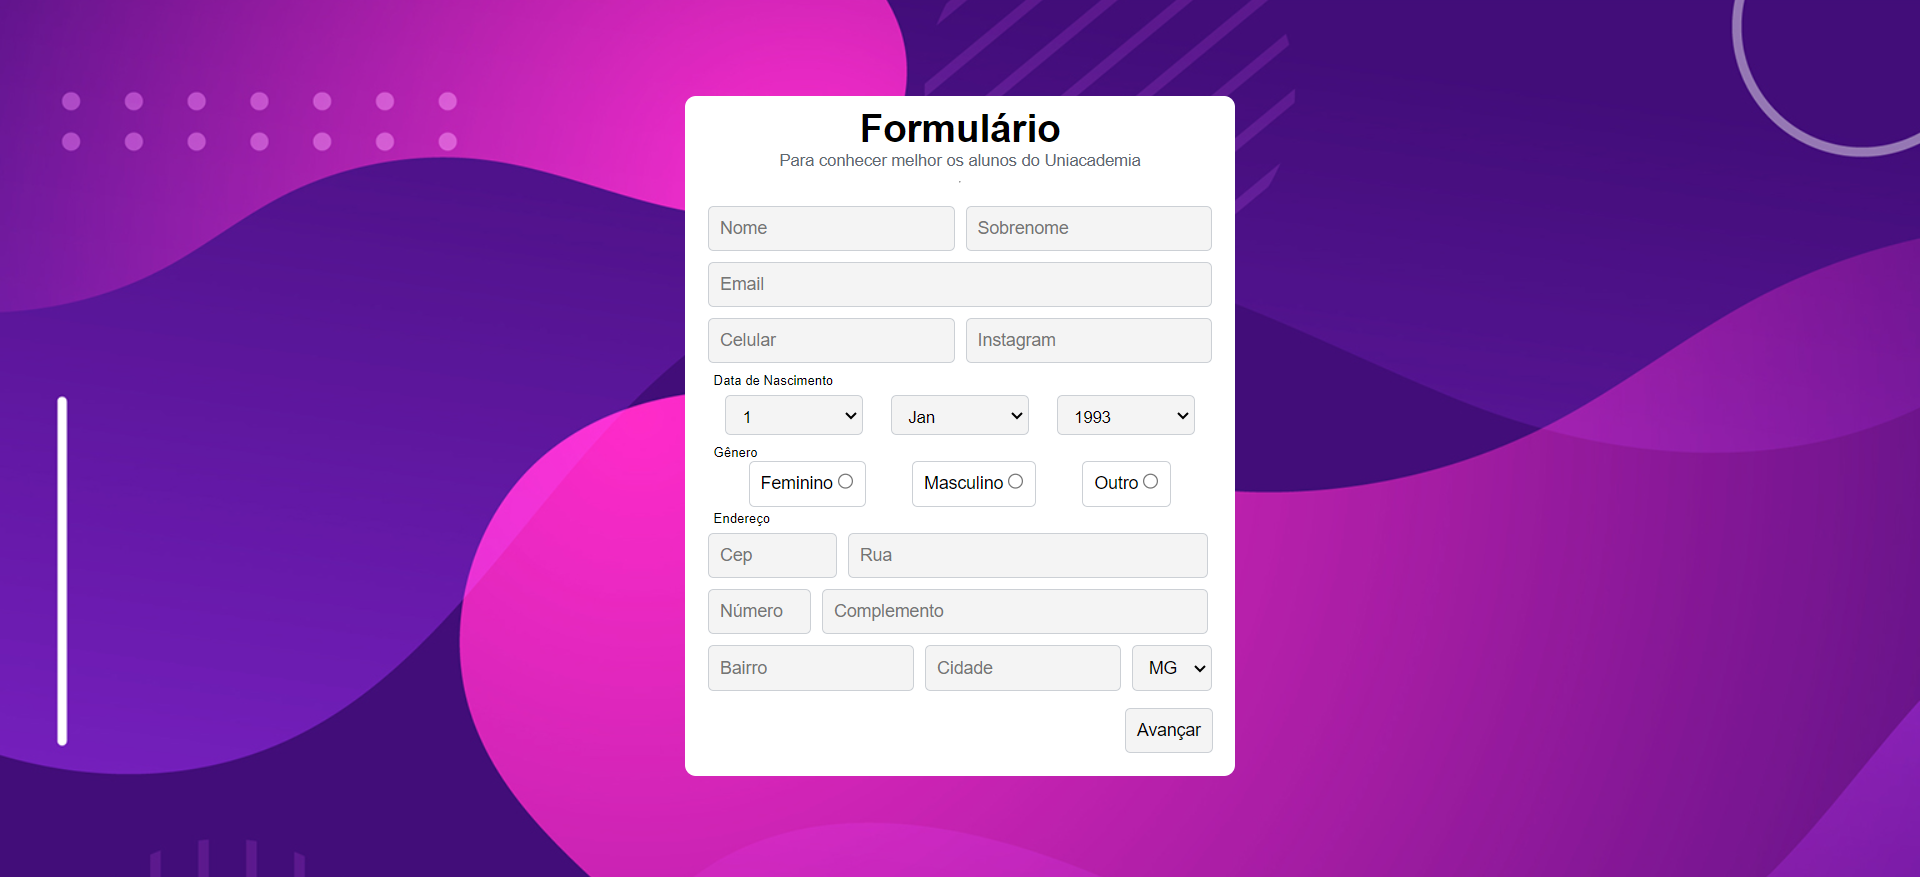 Formulário
Para conhecer melhor os alunos do Uniacademia
.
Nome Sobrenome
Email
Celular Instagram
Data de Nascimento
1 Jan 1993
Gênero
Feminino Masculino Outro
Endereço
Cep Rua
Número Complemento
Bairro Cidade MG
Avançar